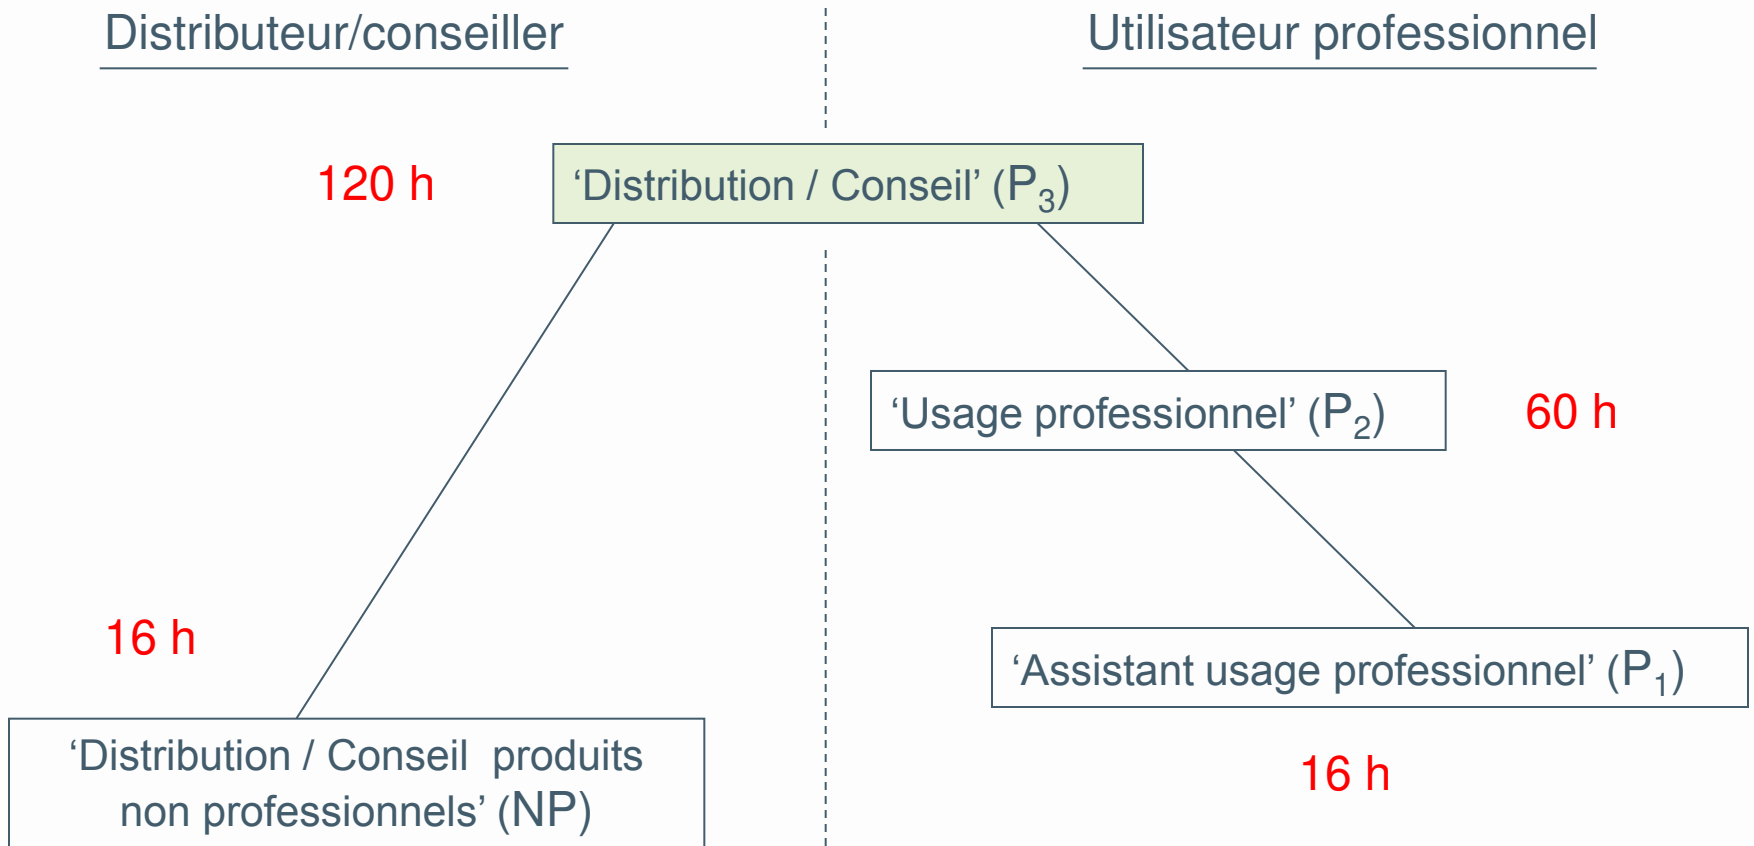 Distributeur/conseiller
Utilisateur professionnel
120 h
‘Distribution / Conseil’ (P₃)
‘Usage professionnel’ (P₂)
60 h
16 h
‘Assistant usage professionnel’ (P₁)
‘Distribution / Conseil produits
non professionnels’ (NP)
16 h